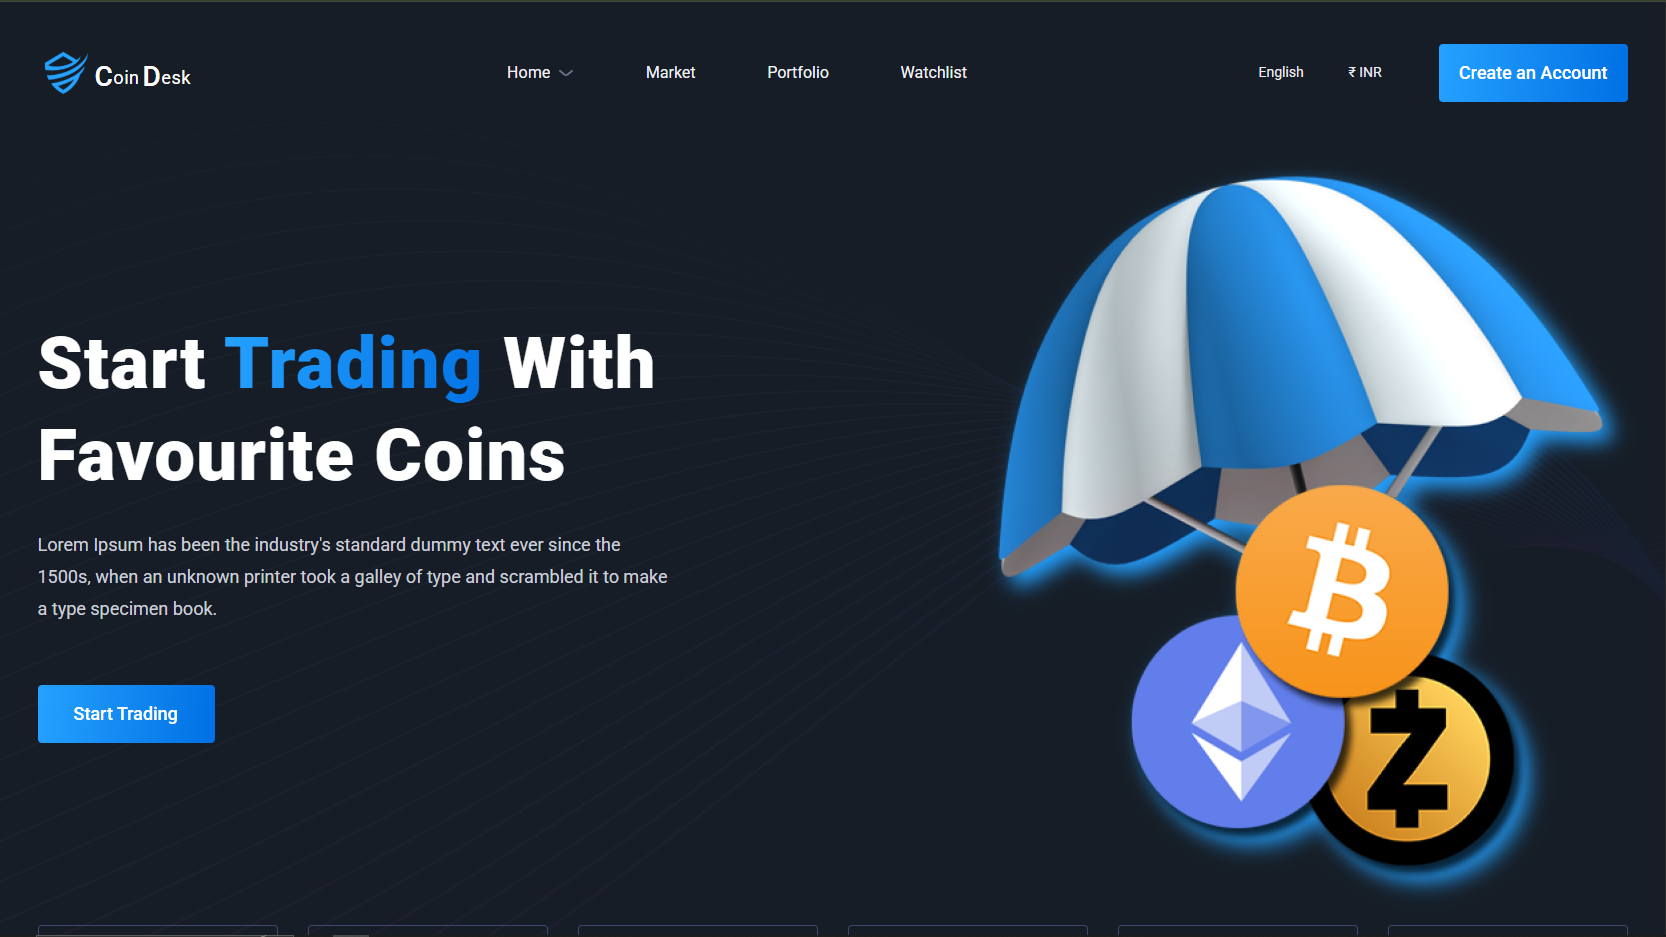 Coin Desk
Home
Market
Portfolio
Watchlist
English
₹ INR
Create an Account
Start Trading With
Favourite Coins
Lorem Ipsum has been the industry's standard dummy text ever since the
1500s, when an unknown printer took a galley of type and scrambled it to make
a type specimen book.
Start Trading